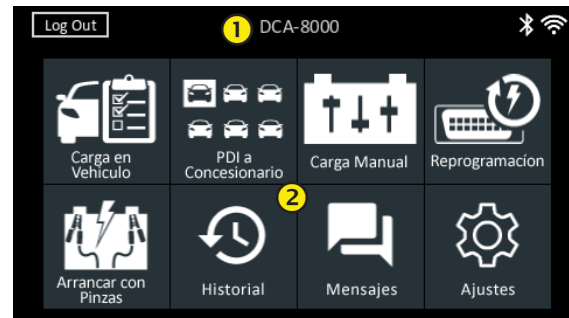 Log Out
1
DCA-8000
Carga en
Vehiculo
PDI a
Concesionario
Carga Manual
Reprogramacíon
2
Arrancar con
Pinzas
Historial
Mensajes
Ajustes